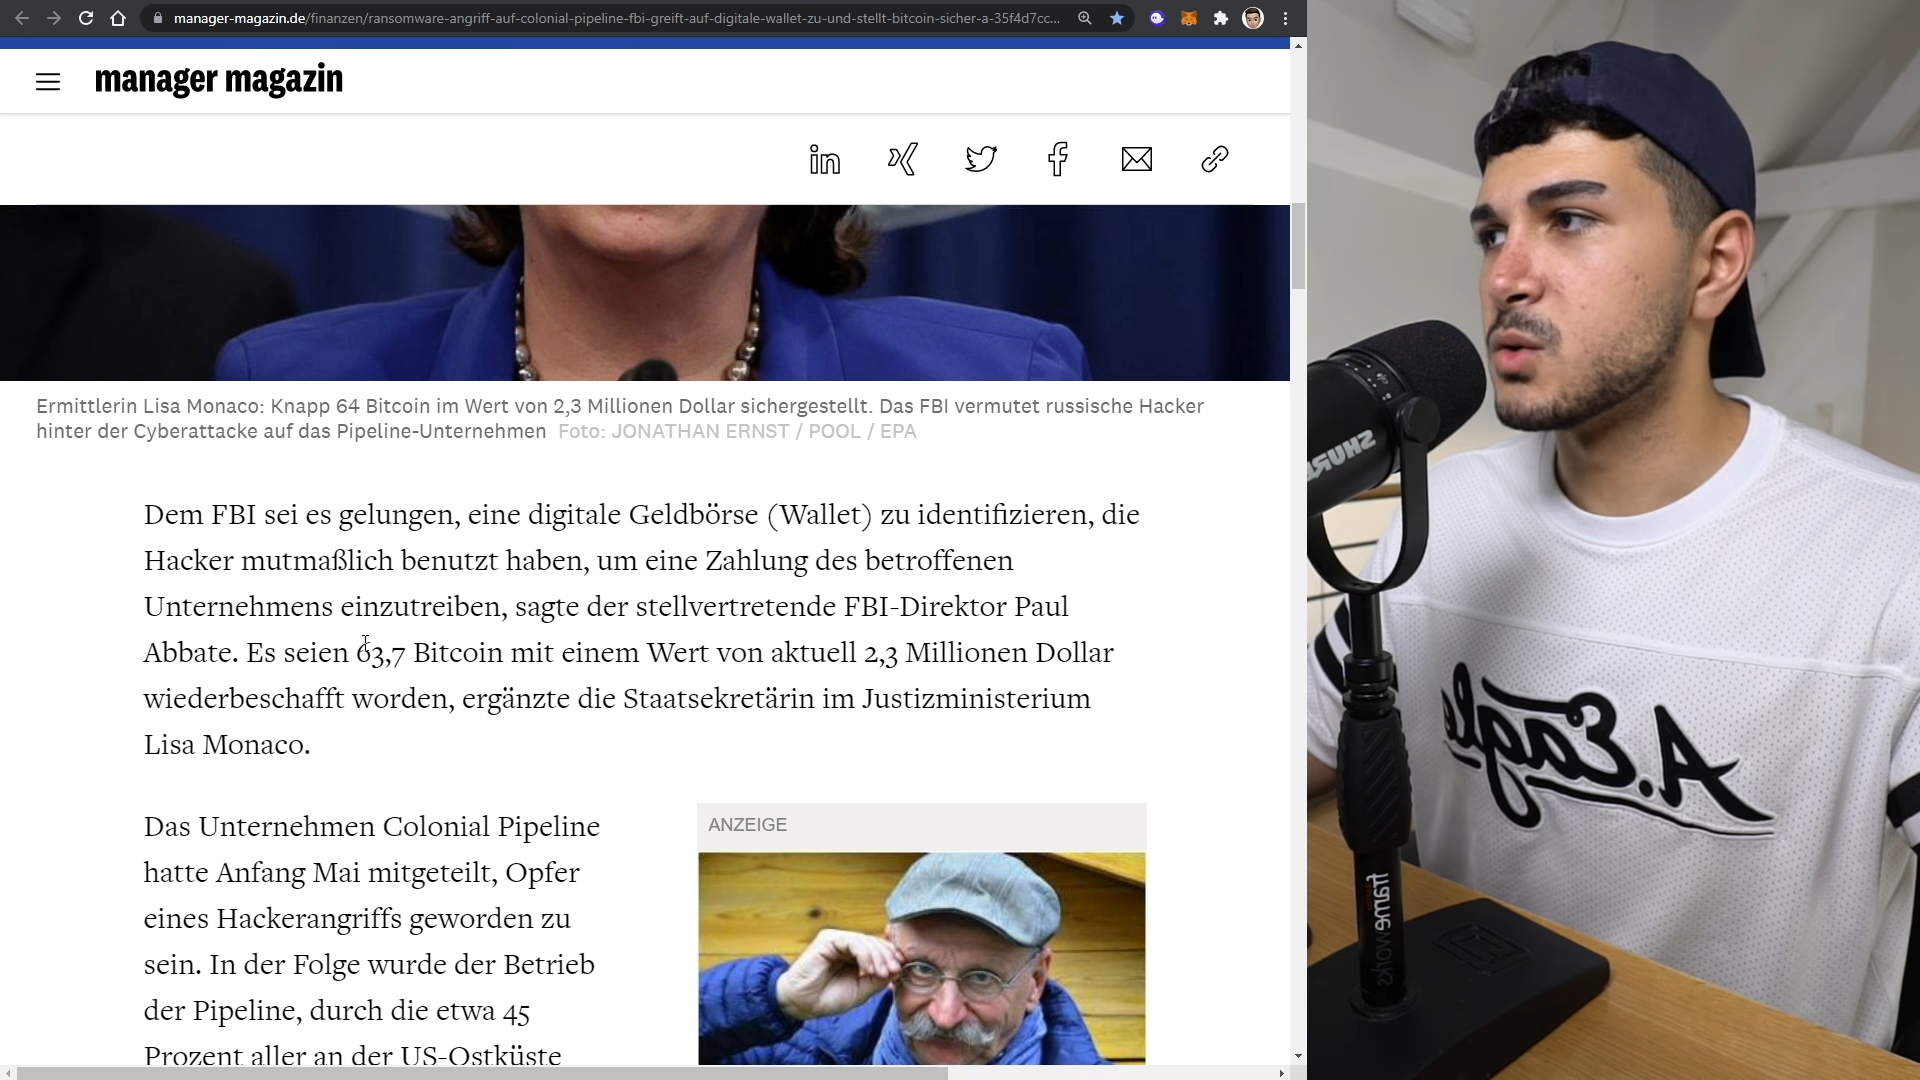 manager-magazin.de/finanzen/ransomware-angriff-auf-colonial-pipeline-fbi-greift-auf-digitale-wallet-zu-und-stellt-bitcoin-sicher-a-35f4d7cc...
manager magazin
Ermittlerin Lisa Monaco: Knapp 64 Bitcoin im Wert von 2,3 Millionen Dollar sichergestellt. Das FBI vermutet russische Hacker
hinter der Cyberattacke auf das Pipeline-Unternehmen Foto: JONATHAN ERNST / POOL / EPA
Dem FBI sei es gelungen, eine digitale Geldbörse (Wallet) zu identifizieren, die
Hacker mutmaßlich benutzt haben, um eine Zahlung des betroffenen
Unternehmens einzutreiben, sagte der stellvertretende FBI-Direktor Paul
Abbate. Es seien 63,7 Bitcoin mit einem Wert von aktuell 2,3 Millionen Dollar
wiederbeschafft worden, ergänzte die Staatsekretärin im Justizministerium
Lisa Monaco.
Das Unternehmen Colonial Pipeline
hatte Anfang Mai mitgeteilt, Opfer
eines Hackerangriffs geworden zu
sein. In der Folge wurde der Betrieb
der Pipeline, durch die etwa 45
Prozent aller an der US-Ostküste
ANZEIGE
SHURE
A.Eagle
frameworks